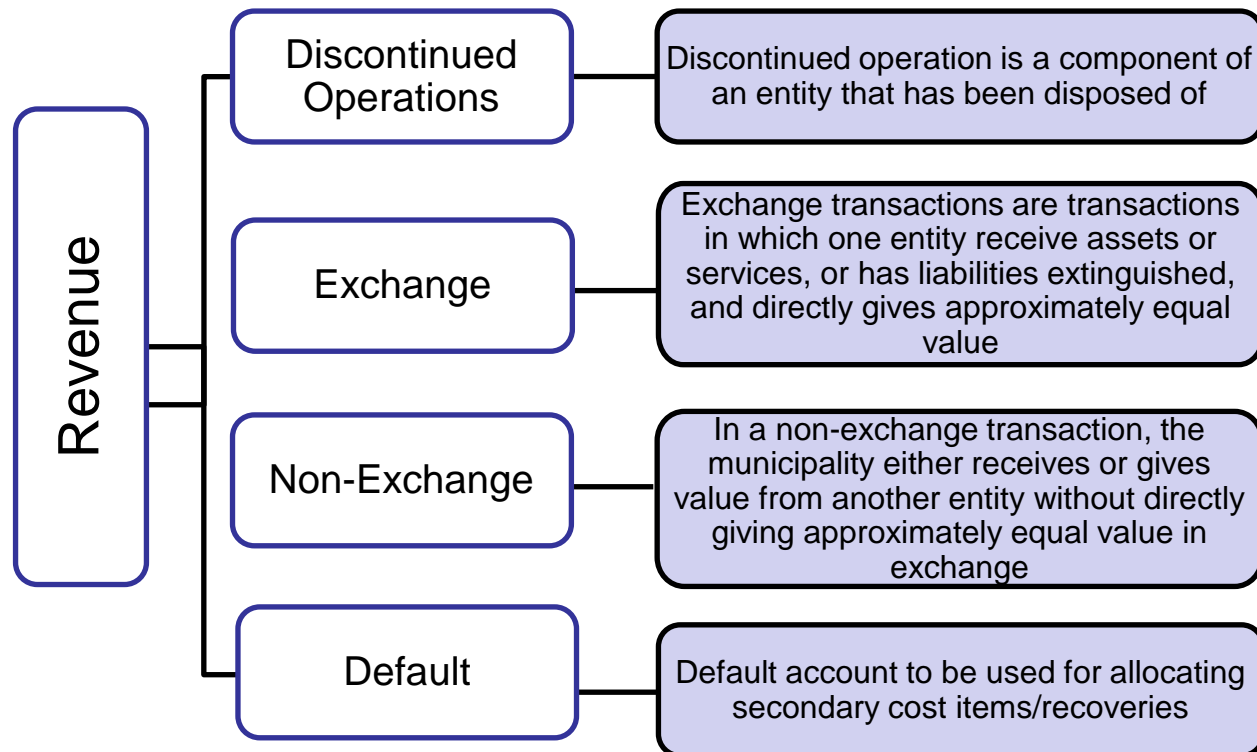 Revenue
Discontinued
Operations
Discontinued operation is a component of
an entity that has been disposed of
Exchange
Exchange transactions are transactions
in which one entity receive assets or
services, or has liabilities extinguished,
and directly gives approximately equal
value
Non-Exchange
In a non-exchange transaction, the
municipality either receives or gives
value from another entity without directly
giving approximately equal value in
exchange
Default
Default account to be used for allocating
secondary cost items/recoveries